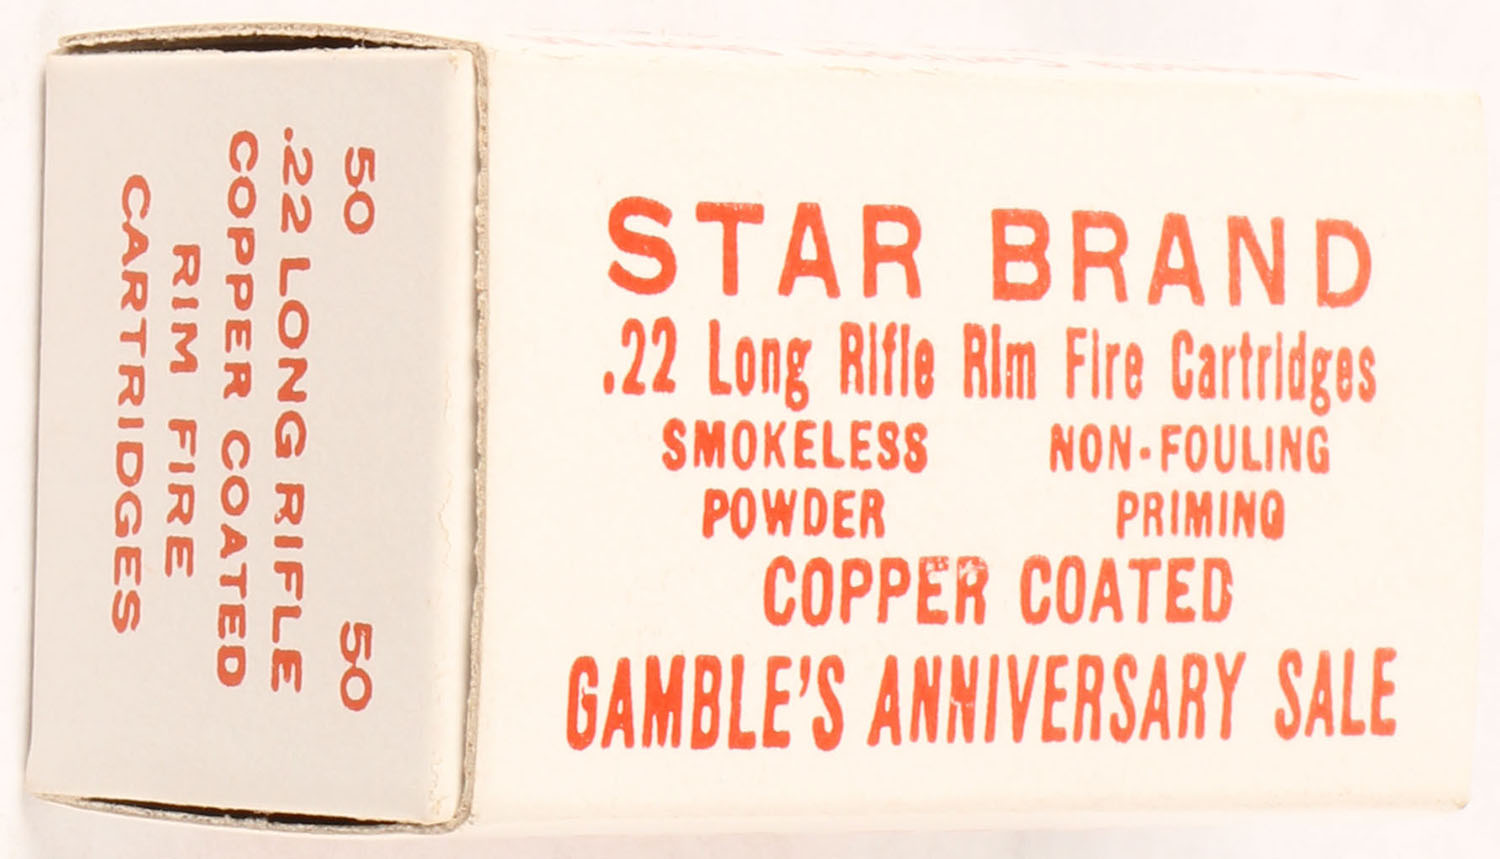 50 50
.22 LONG RIFLE
COPPER COATED
RIM FIRE
CARTRIDGES
STAR BRAND
.22 Long Rifle Rim Fire Cartridges
SMOKELESS NON-FOULING
POWDER PRIMING
COPPER COATED
GAMBLE'S ANNIVERSARY SALE